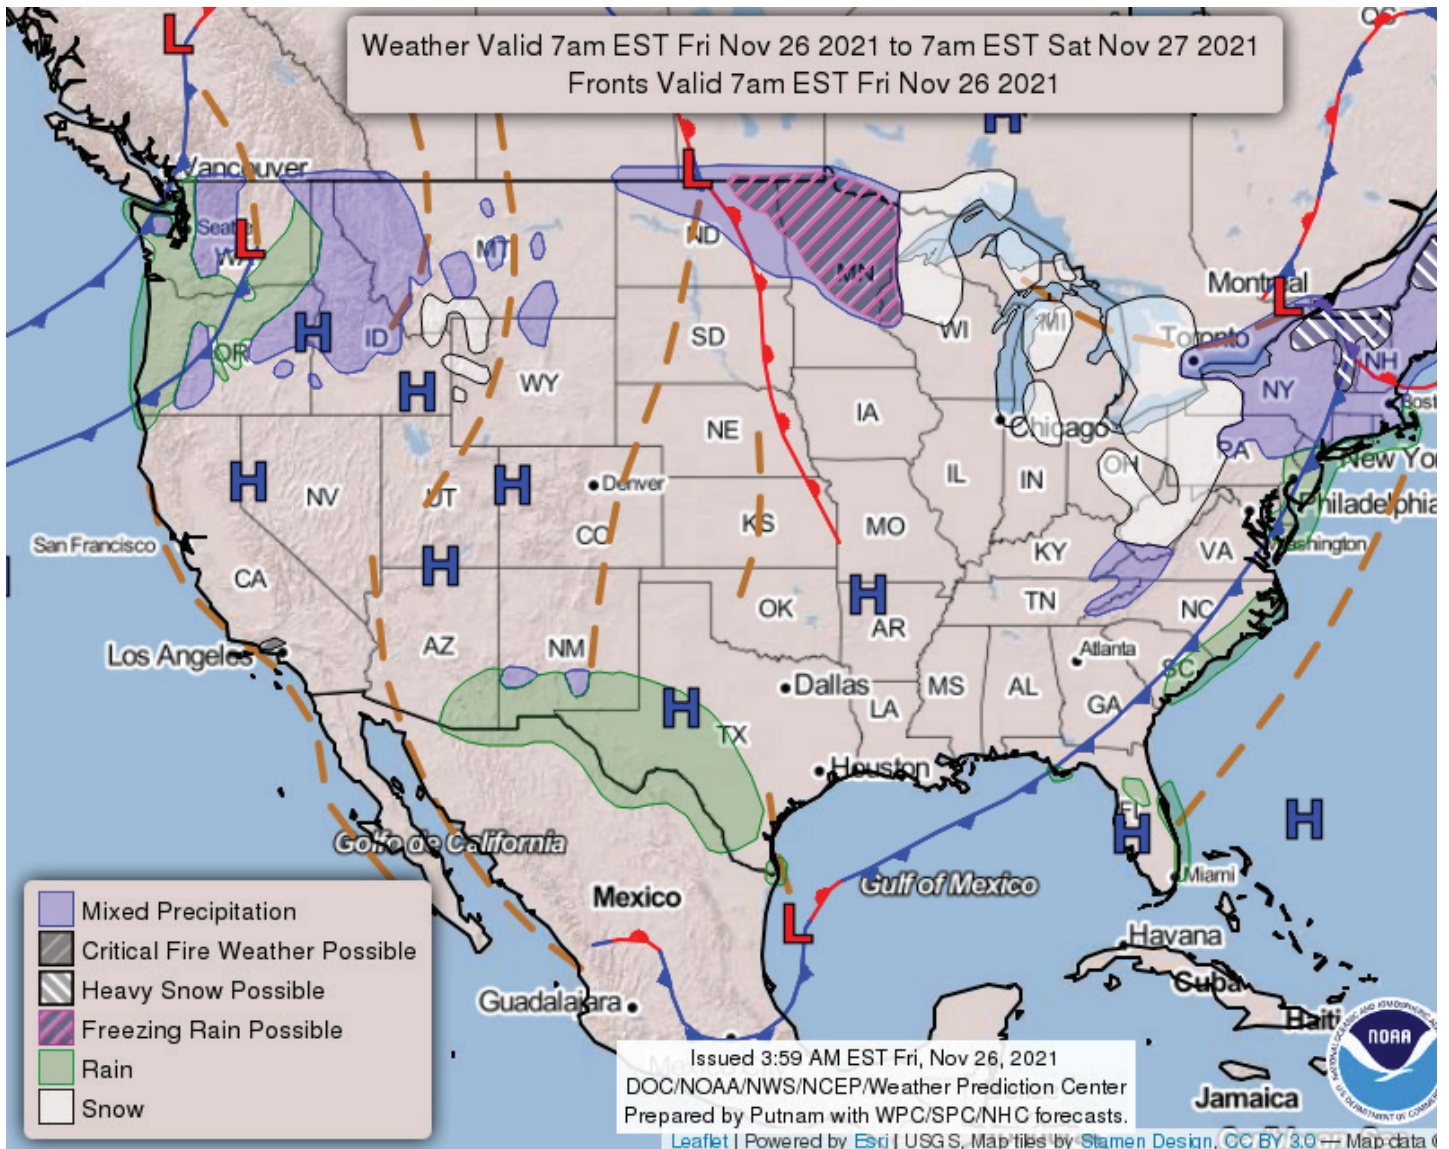 Weather Valid 7am EST Fri Nov 26 2021 to 7am EST Sat Nov 27 2021
Fronts Valid 7am EST Fri Nov 26 2021
L
H
Vancouver
L
L
Seattle
WA
MT
ND
MN
Montreal
L
H
ID
OR
SD
WI
MI
Toronto
NH
NY
H
WY
IA
Bost
NE
Chicago
H
NV
UT
H
Denver
IL
IN
OH
PA
New Yor
Philadelphia
San Francisco
CA
H
CO
KS
MO
KY
VA
Washington
H
OK
AR
TN
NC
Los Angeles
AZ
NM
Atlanta
Dallas
MS
AL
SC
GA
H
TX
LA
Houston
FL
H
H
Golfo de California
Gulf of Mexico
Miami
Mexico
L
Havana
Cuba
Guadalajara
Haiti
Jamaica
Mixed Precipitation
Critical Fire Weather Possible
Heavy Snow Possible
Freezing Rain Possible
Rain
Snow
NOAA
Issued 3:59 AM EST Fri, Nov 26, 2021
DOC/NOAA/NWS/NCEP/Weather Prediction Center
Prepared by Putnam with WPC/SPC/NHC forecasts.
Leaflet | Powered by Esri | USGS, Map tiles by Stamen Design, CC BY 3.0 — Map data ©